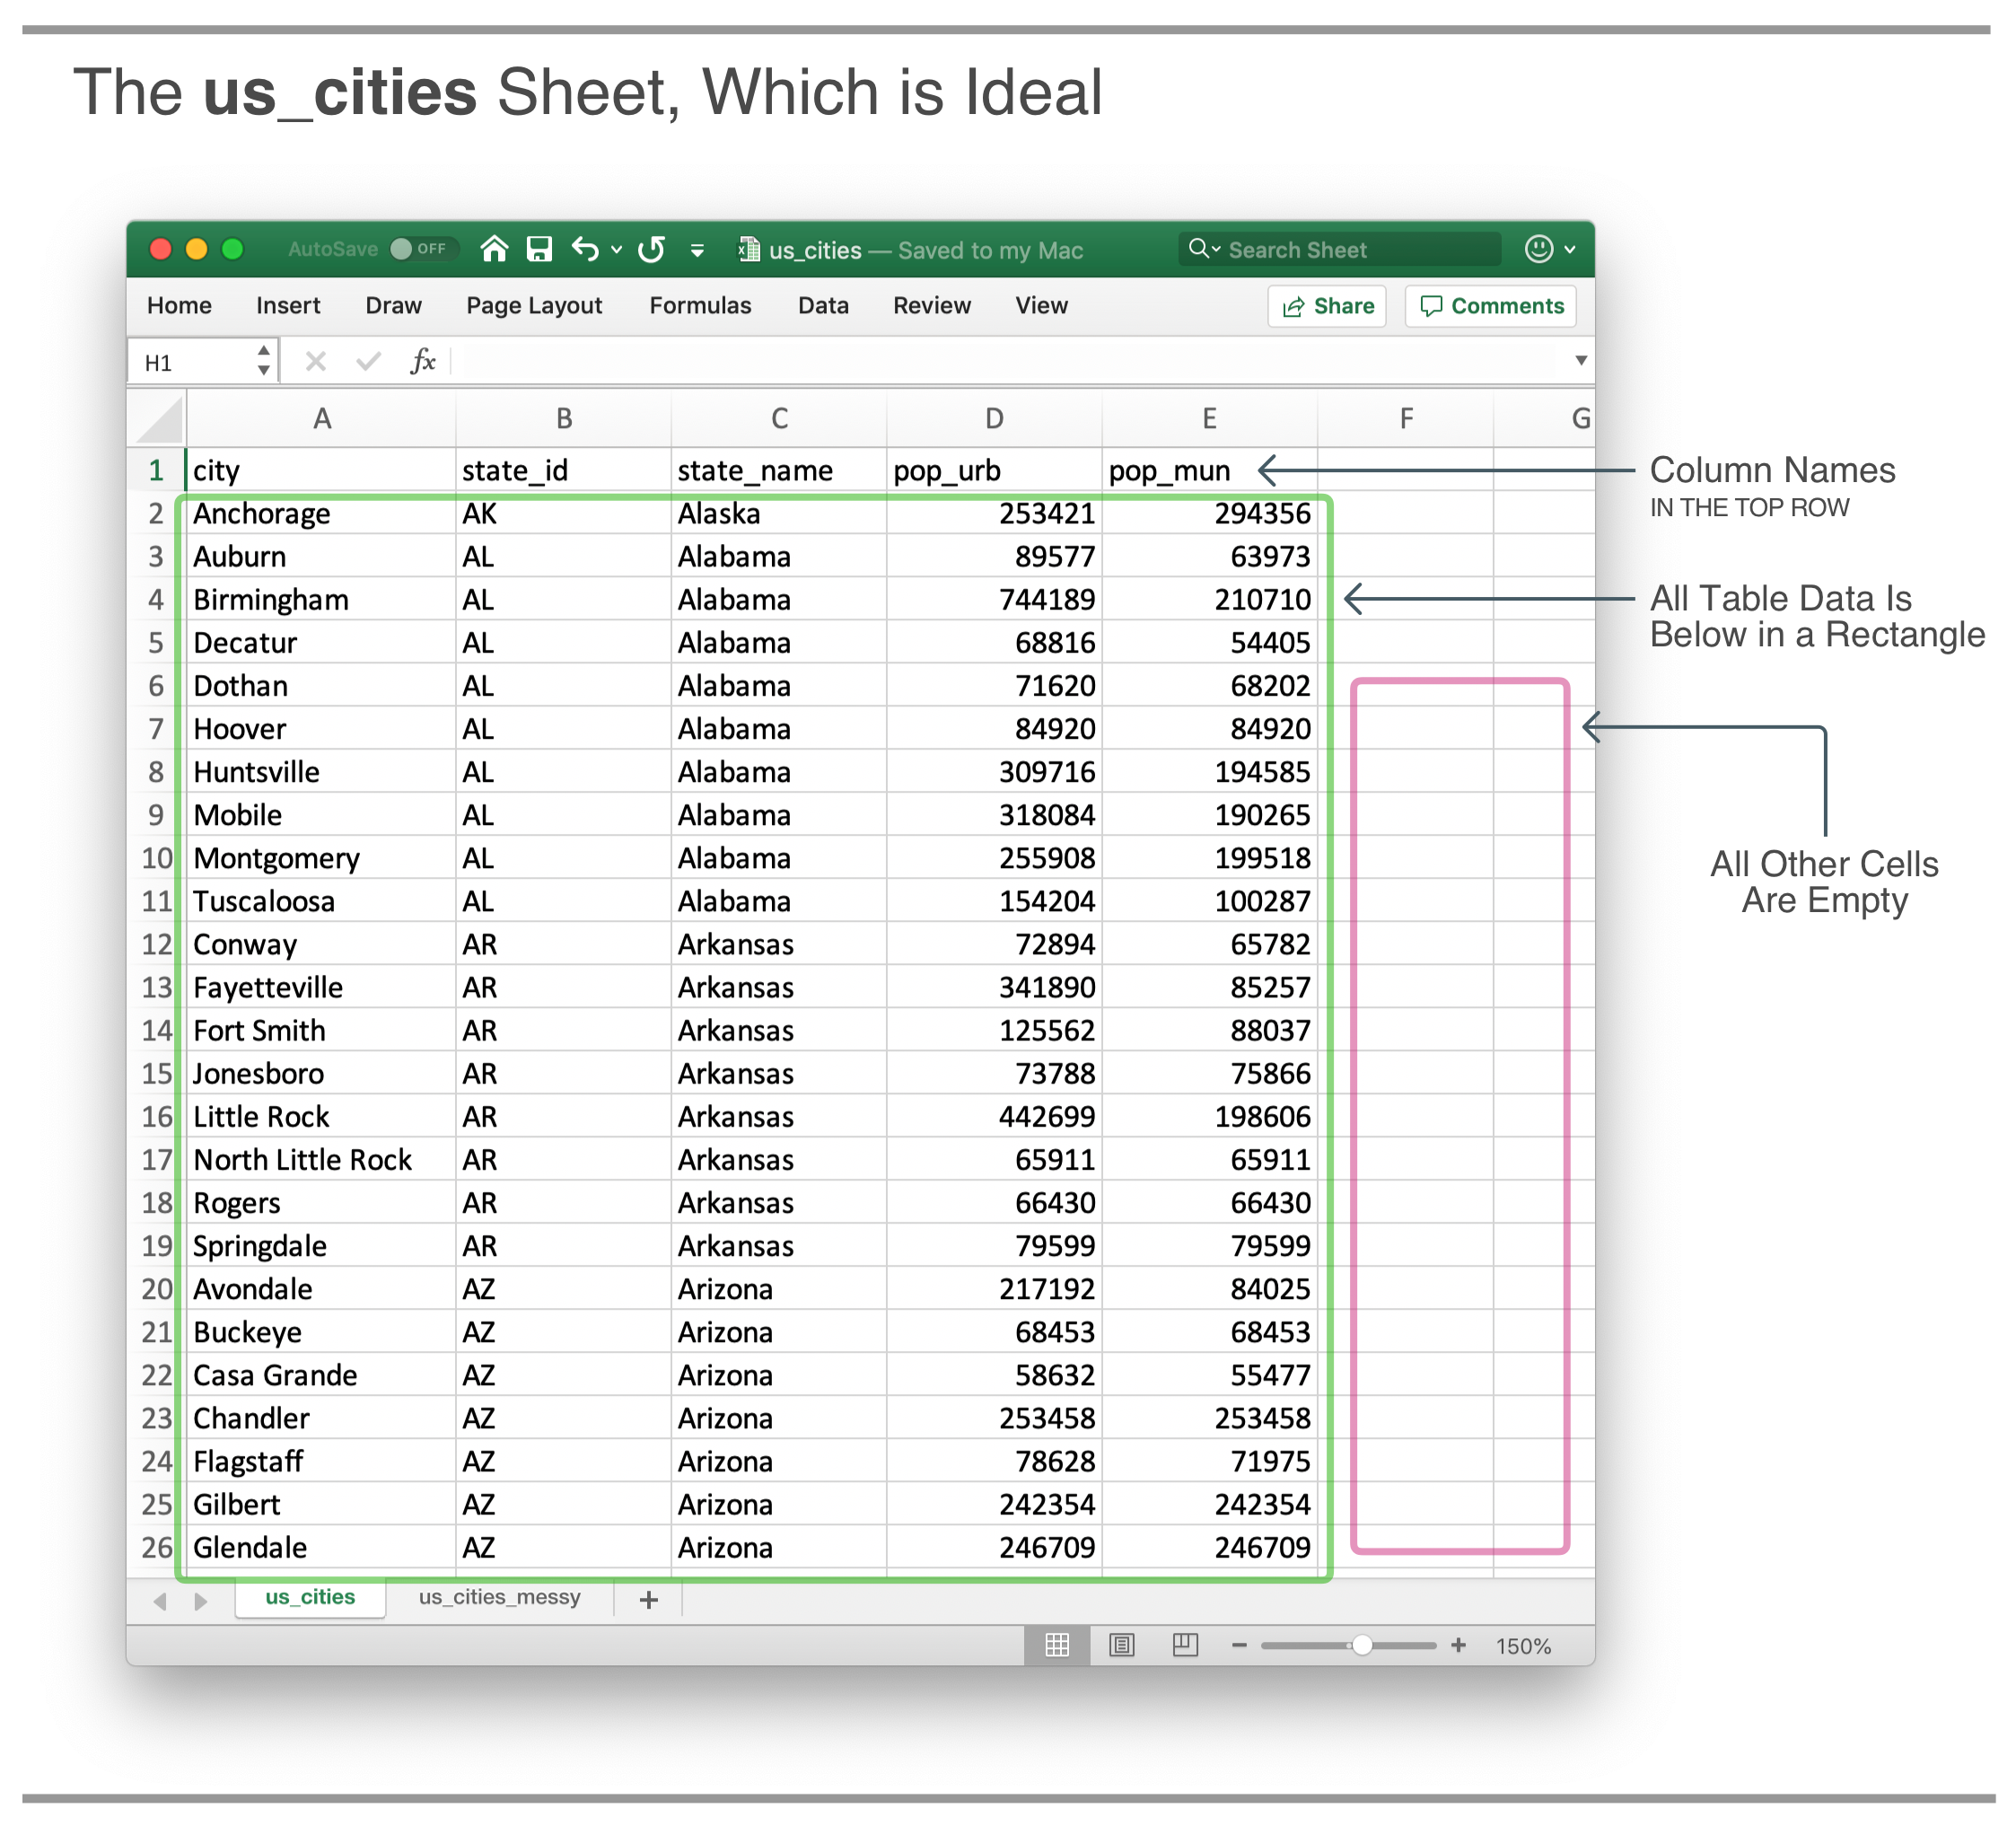 The us_cities Sheet, Which is Ideal
AutoSave OFF us_cities — Saved to my Mac Search Sheet
Home Insert Draw Page Layout Formulas Data Review View Share Comments
H1 fx
A B C D E F G
1 city state_id state_name pop_urb pop_mun
2 Anchorage AK Alaska 253421 294356
3 Auburn AL Alabama 89577 63973
4 Birmingham AL Alabama 744189 210710
5 Decatur AL Alabama 68816 54405
6 Dothan AL Alabama 71620 68202
7 Hoover AL Alabama 84920 84920
8 Huntsville AL Alabama 309716 194585
9 Mobile AL Alabama 318084 190265
10 Montgomery AL Alabama 255908 199518
11 Tuscaloosa AL Alabama 154204 100287
12 Conway AR Arkansas 72894 65782
13 Fayetteville AR Arkansas 341890 85257
14 Fort Smith AR Arkansas 125562 88037
15 Jonesboro AR Arkansas 73788 75866
16 Little Rock AR Arkansas 442699 198606
17 North Little Rock AR Arkansas 65911 65911
18 Rogers AR Arkansas 66430 66430
19 Springdale AR Arkansas 79599 79599
20 Avondale AZ Arizona 217192 84025
21 Buckeye AZ Arizona 68453 68453
22 Casa Grande AZ Arizona 58632 55477
23 Chandler AZ Arizona 253458 253458
24 Flagstaff AZ Arizona 78628 71975
25 Gilbert AZ Arizona 242354 242354
26 Glendale AZ Arizona 246709 246709
us_cities us_cities_messy +
150%
Column Names
IN THE TOP ROW
All Table Data Is
Below in a Rectangle
All Other Cells
Are Empty